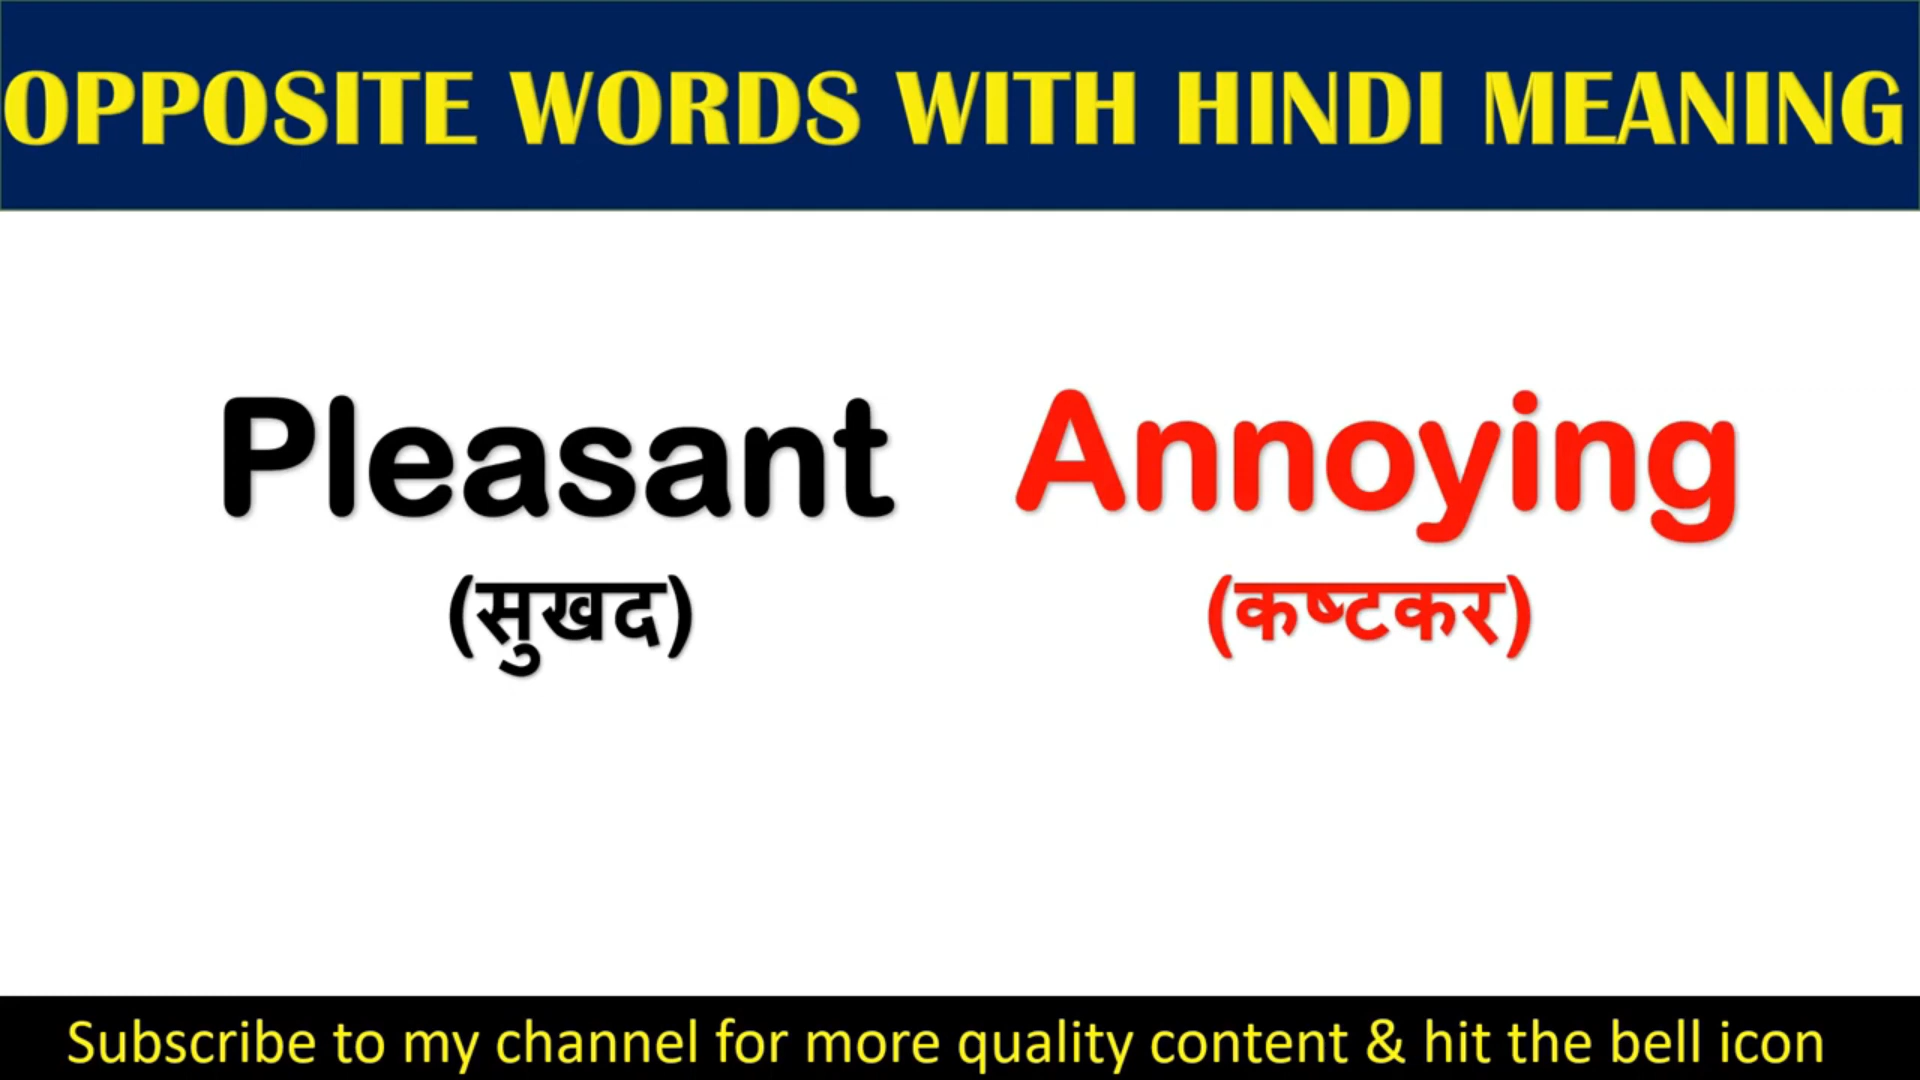 OPPOSITE WORDS WITH HINDI MEANING
Pleasant Annoying
(सुखद) (कष्टकर)
Subscribe to my channel for more quality content & hit the bell icon